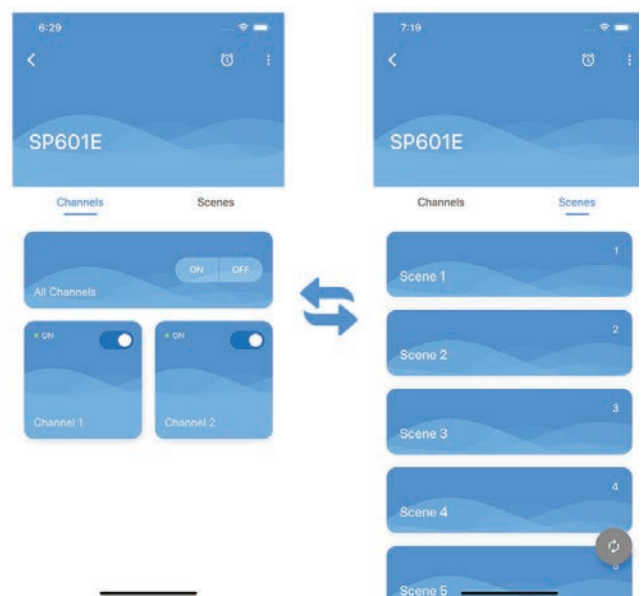 6:29
SP601E
Channels Scenes
ON OFF
All Channels
ON ON
Channel 1 Channel 2
7:19
SP601E
Channels Scenes
1
Scene 1
2
Scene 2
3
Scene 3
4
Scene 4
Scene 5